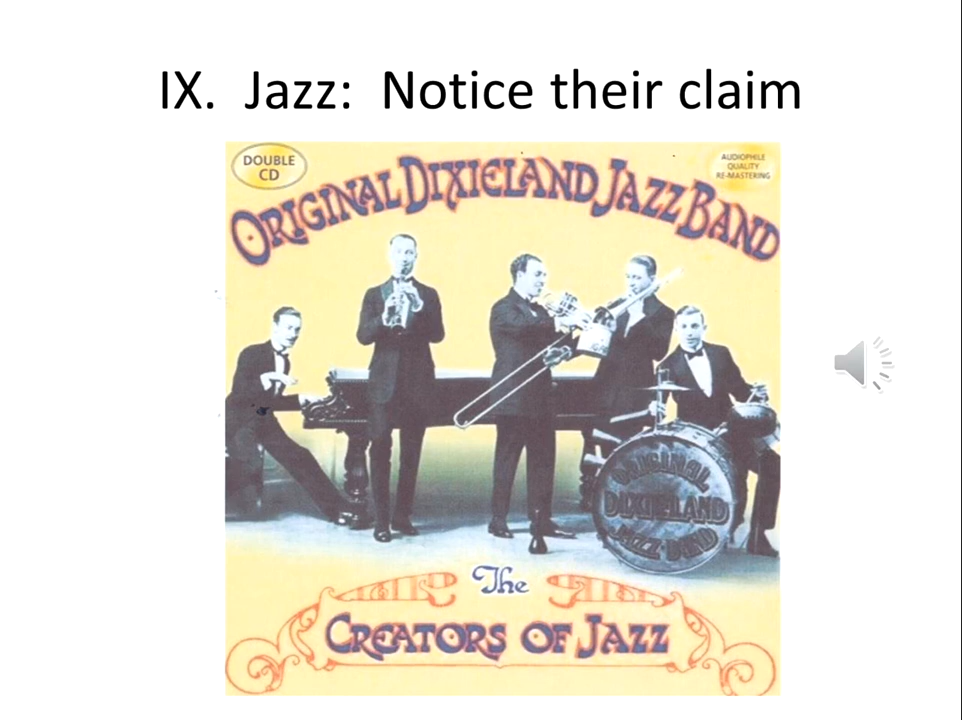 IX.  Jazz:  Notice their claim
DOUBLE
CD
AUDIOPHILE
QUALITY
RE-MASTERING
ORIGINAL DIXIELAND JAZZ BAND
ORIGINAL
DIXIELAND
JAZZ BAND
The
CREATORS OF JAZZ